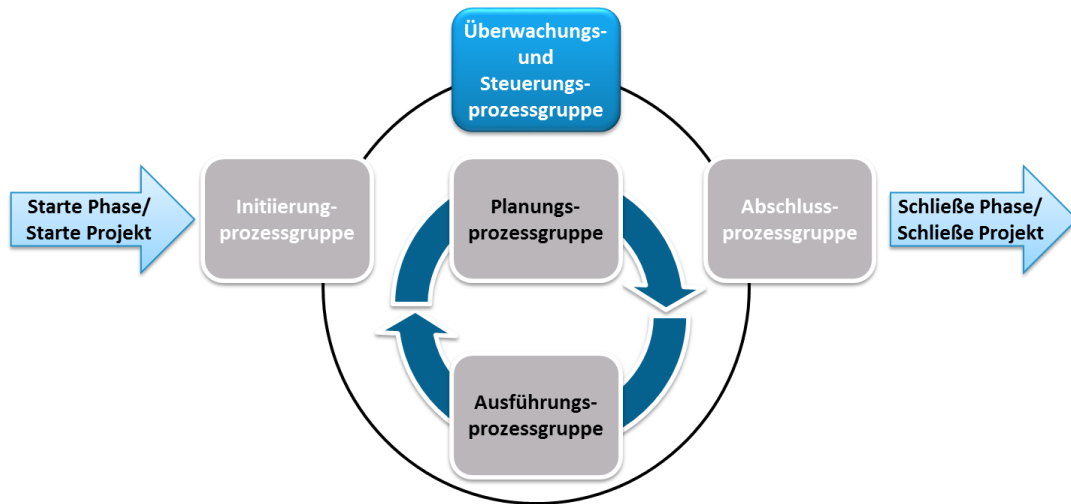 Überwachungs-
und
Steuerungs-
prozessgruppe
Starte Phase/
Starte Projekt
Initiierung-
prozessgruppe
Planungs-
prozessgruppe
Abschluss-
prozessgruppe
Schließe Phase/
Schließe Projekt
Ausführungs-
prozessgruppe